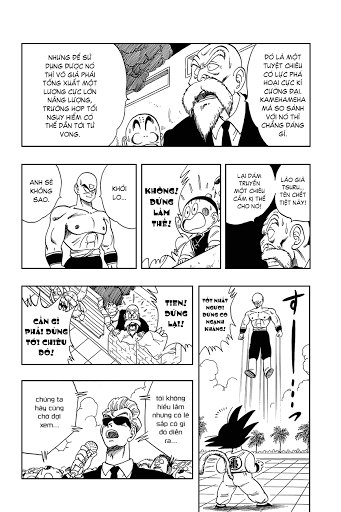 ĐÓ LÀ MỘT
TUYỆT CHIÊU
CÓ LỰC PHÁ
HOẠI CỰC KÌ
CƯỜNG ĐẠI,
KAMEHAMEHA
MÀ SO SÁNH
VỚI NÓ THÌ
CHẲNG ĐÁNG
GÌ.
NHƯNG ĐỂ SỬ
DỤNG ĐƯỢC NÓ
THÌ VÕ GIẢ PHẢI
TỔNG XUẤT MỘT
LƯỢNG CỰC LỚN
NĂNG LƯỢNG,
TRƯỜNG HỢP TỒI
NGUY HIỂM CÓ
THỂ DẪN TỚI TỬ
VONG.
LÃO GIÀ
TSURU...
TÊN CHẾT
TIỆT NÀY!
LẠI DÁM
TRUYỀN
MỘT CHIÊU
CẤM KỊ THẾ
CHO NÓ!
KHÔNG!
ĐỪNG
LÀM
THẾ!
KHỎI
LO...
ANH SẼ
KHÔNG
SAO.
TỐT NHẤT
NGƯƠI
ĐỪNG CÓ
NGANG
KHÁNG!
TIEN!
DỪNG
LẠI!
CẦN GÌ
PHẢI DÙNG
TỚI CHIÊU
ĐÓ!
tôi không
hiểu lắm
nhưng có lẽ
sắp có gì
đó diễn
ra...
chúng ta
hãy cùng
chờ đợi
xem...